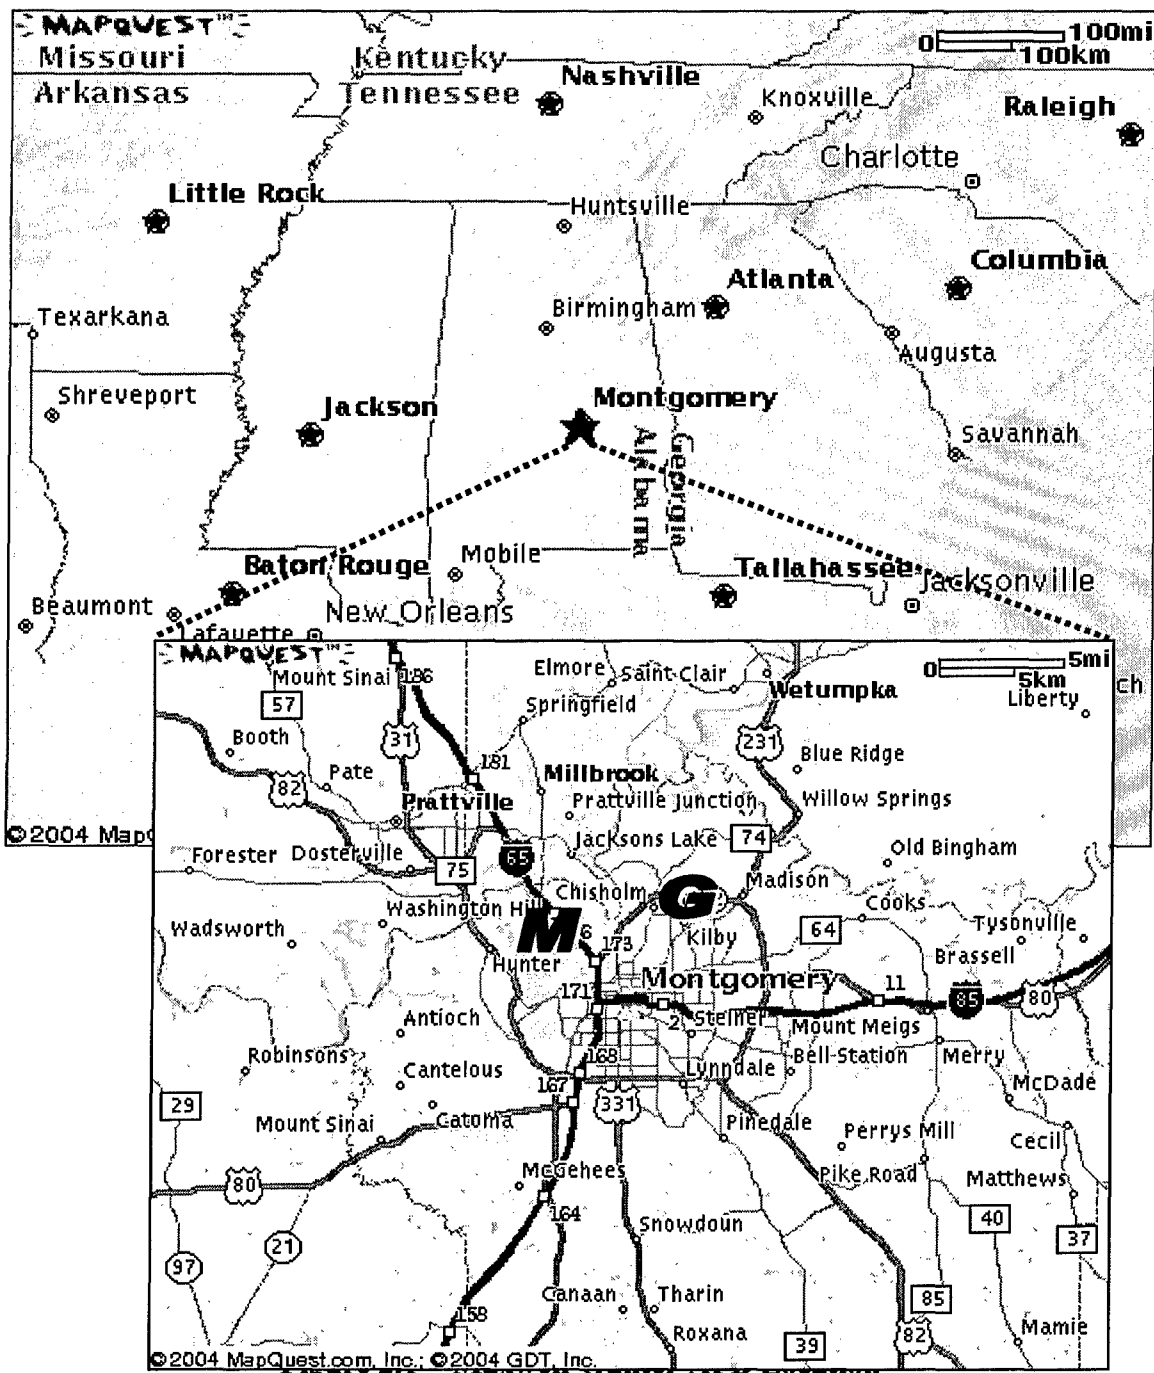 MAPQUEST™
Missouri
Kentucky
100mi
0
100km
Arkansas
Tennessee
Nashville
Knoxville
Raleigh
Charlotte
Little Rock
Huntsville
Columbia
Atlanta
Birmingham
Texarkana
Augusta
Shreveport
Jackson
Montgomery
Savannah
Alabama
Georgia
Mobile
Baton Rouge
Tallahassee
Jacksonville
Beaumont
New Orleans
Lafayette
ch
© 2004 MapQ
MAPQUEST™
5mi
0
5km
Mount Sinai
186
Elmore
Saint Clair
Wetumpka
Liberty
57
Springfield
Booth
31
231
Blue Ridge
82
Pate
181
Millbrook
Prattville
Prattville Junction
Willow Springs
Forester
Dosterville
75
65
Jacksons Lake
74
Old Bingham
Chisholm
G
Madison
Washington Hill
M
6
Cooks
Tysonville
Wadsworth
Hunter
173
Kilby
64
Brassell
Montgomery
171
11
85
80
2
Steiner
Mount Meigs
Antioch
Robinsons
168
Bell Station
Merry
Cantelous
167
Lynndale
McDade
29
331
Mount Sinai
Catoma
Pinedale
Perrys Mill
Cecil
80
McGehees
Pike Road
Matthews
164
Snowdoun
40
37
21
97
Canaan
Tharin
85
158
Roxana
39
82
Mamie
© 2004 MapQuest.com, Inc.; © 2004 GDT, Inc.